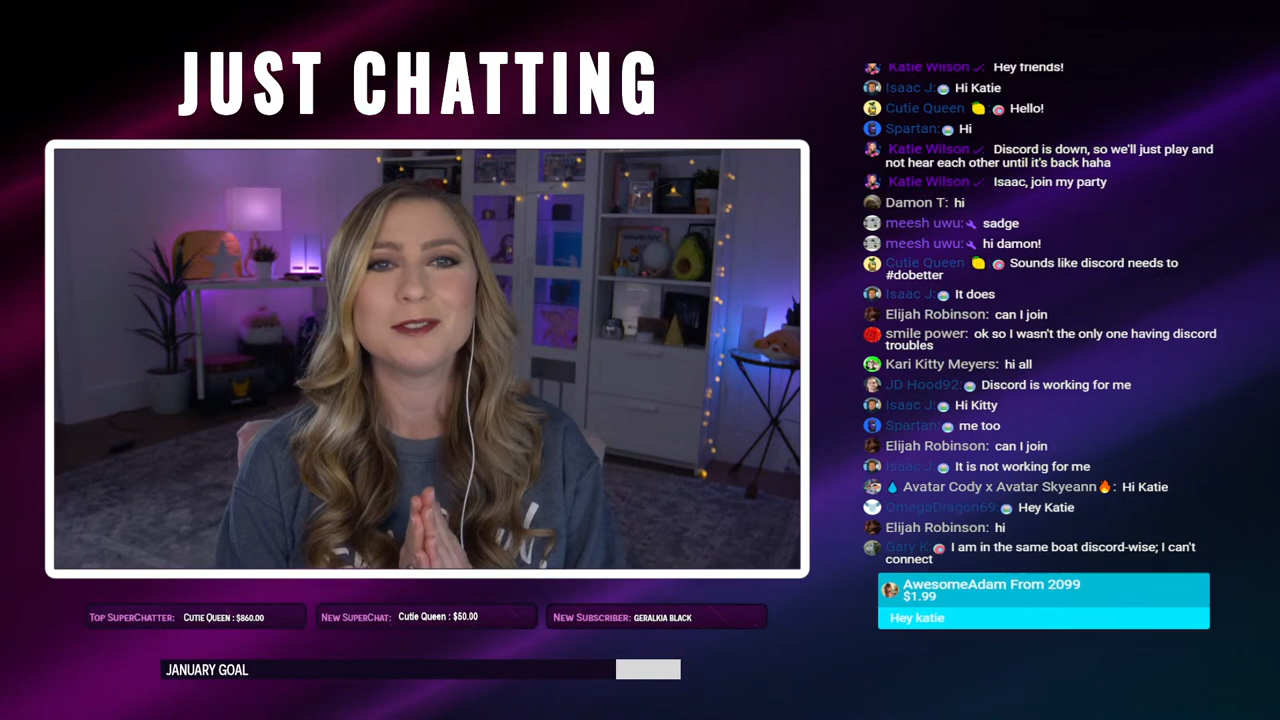 JUST CHATTING
Katie Wilson Hey friends!
Isaac J: Hi Katie
Cutie Queen : Hello!
Spartan: Hi
Katie Wilson Discord is down, so we'll just play and
not hear each other until it's back haha
Katie Wilson Isaac, join my party
Damon T: hi
meesh uwu: sadge
meesh uwu: hi damon!
Cutie Queen : Sounds like discord needs to
#dobetter
Isaac J: It does
Elijah Robinson: can I join
smile power: ok so I wasn't the only one having discord
troubles
Kari Kitty Meyers: hi all
JD Hood92: Discord is working for me
Isaac J: Hi Kitty
Spartan: me too
Elijah Robinson: can I join
Isaac J: It is not working for me
Avatar Cody x Avatar Skyeann : Hi Katie
OmegaDragon69: Hey Katie
Elijah Robinson: hi
Gary K: I am in the same boat discord-wise; I can't
connect
AwesomeAdam From 2099
$1.99
Hey katie
TOP SUPERCHATTER: CUTIE QUEEN : $860.00
NEW SUPERCHAT: Cutie Queen : $50.00
NEW SUBSCRIBER: GERALKIA BLACK
JANUARY GOAL